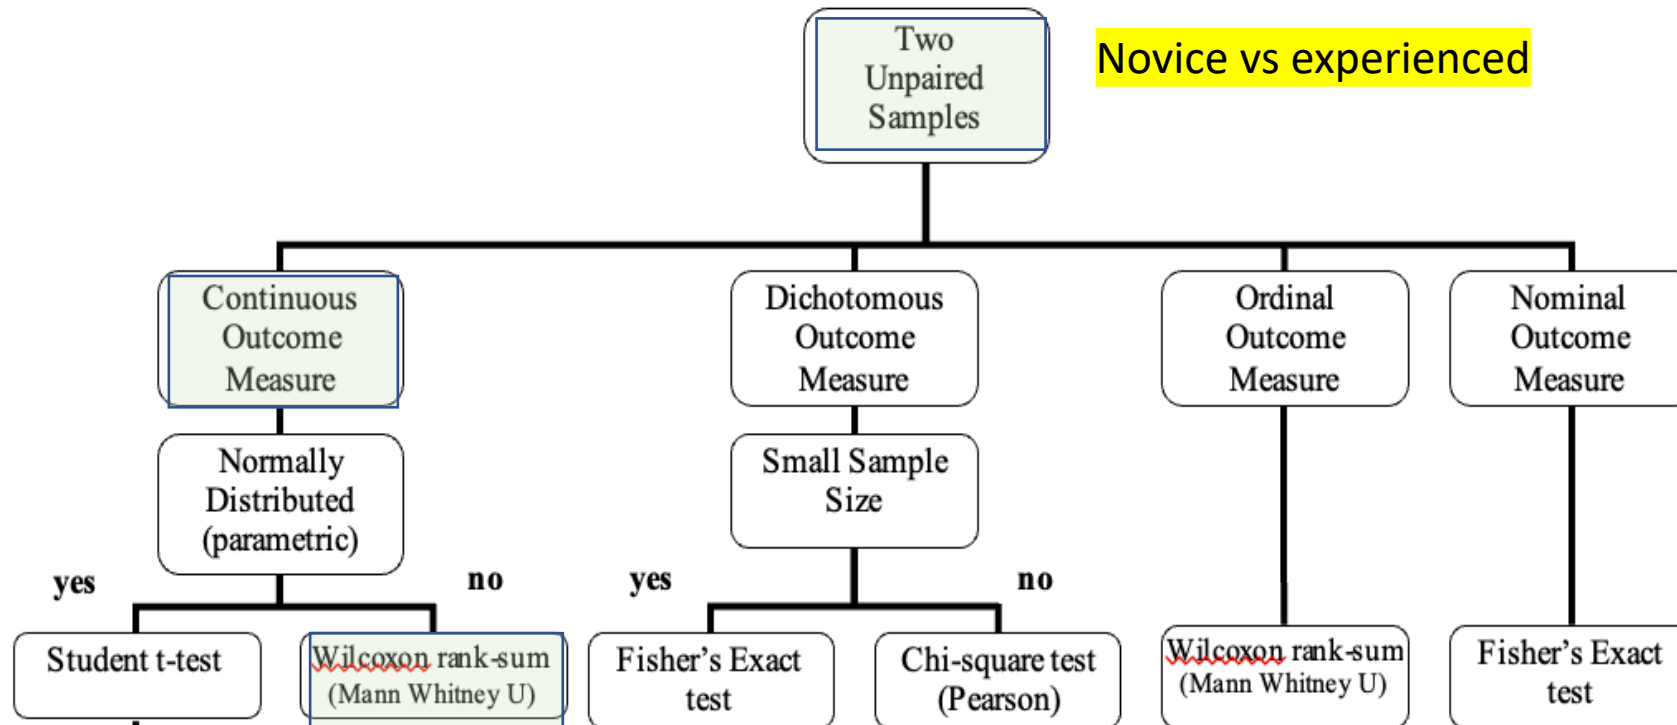 Two
Unpaired
Samples
Novice vs experienced
Continuous
Outcome
Measure
Dichotomous
Outcome
Measure
Ordinal
Outcome
Measure
Nominal
Outcome
Measure
Normally
Distributed
(parametric)
Small Sample
Size
yes
no
yes
no
Student t-test
Wilcoxon rank-sum
(Mann Whitney U)
Fisher's Exact
test
Chi-square test
(Pearson)
Wilcoxon rank-sum
(Mann Whitney U)
Fisher's Exact
test